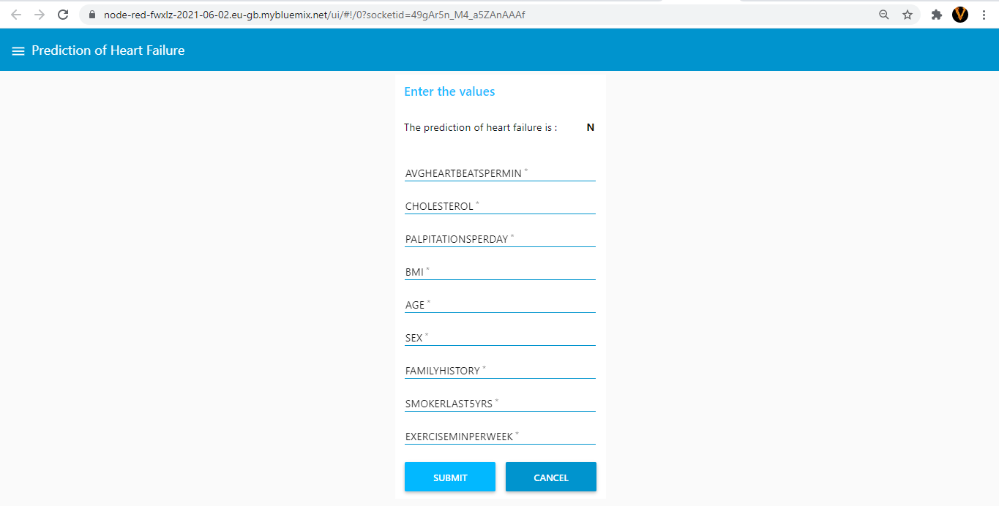 node-red-fwxlz-2021-06-02.eu-gb.mybluemix.net/ui/#!/0?socketid=49gAr5n_M4_a5ZAnAAAf
Prediction of Heart Failure
Enter the values
The prediction of heart failure is : N
AVGHEARTBEATSPERMIN *
CHOLESTEROL *
PALPITATIONSPERDAY *
BMI *
AGE *
SEX *
FAMILYHISTORY *
SMOKERLAST5YRS *
EXERCISEMINPERWEEK *
SUBMIT CANCEL